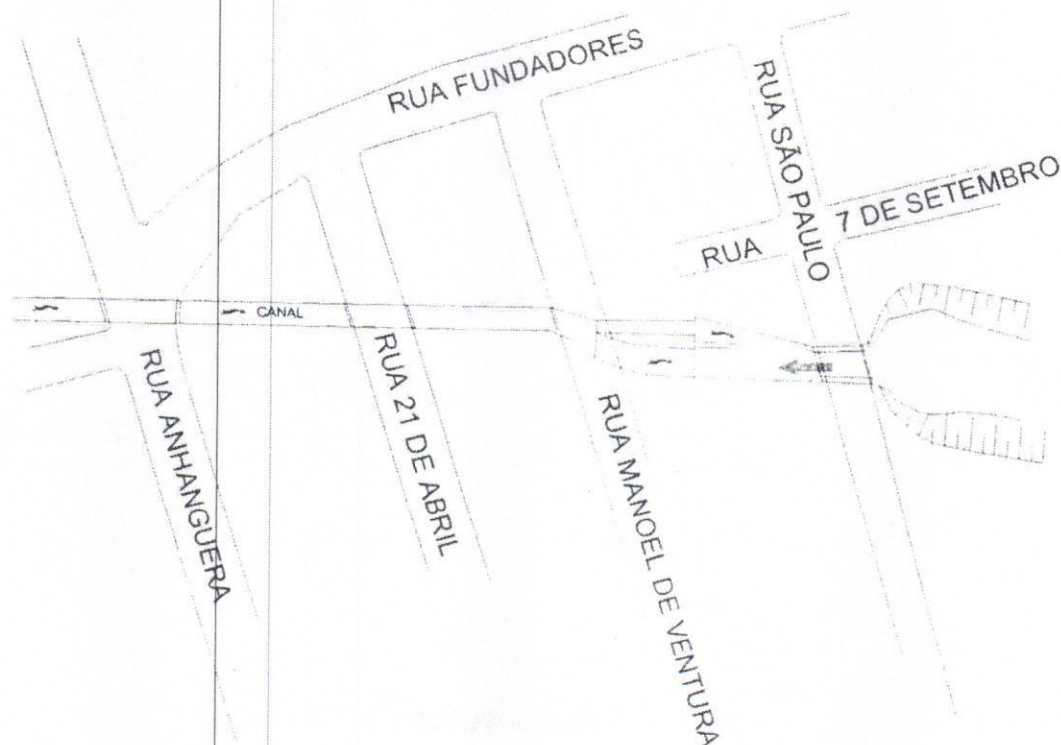 RUA FUNDADORES
RUA SÃO PAULO
RUA 7 DE SETEMBRO
CANAL
RUA ANHANGUERA
RUA 21 DE ABRIL
RUA MANOEL DE VENTURA